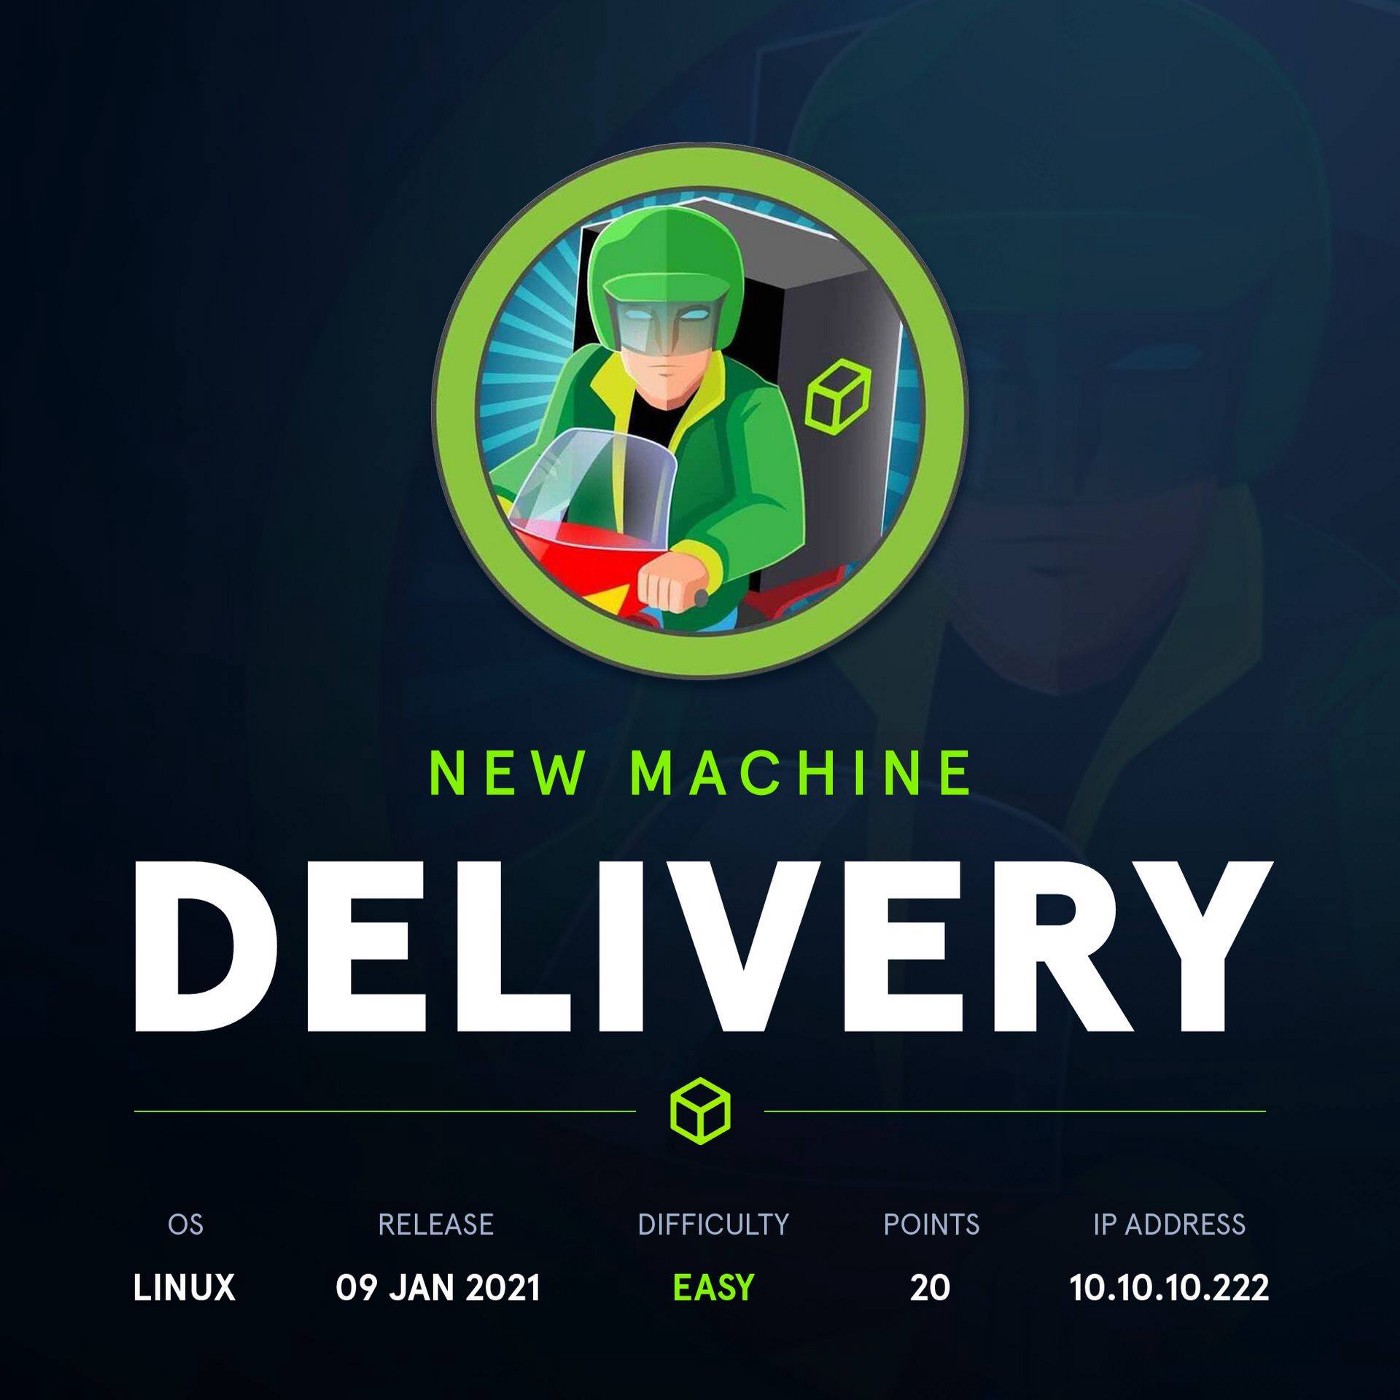 NEW MACHINE
DELIVERY
OS RELEASE DIFFICULTY POINTS IP ADDRESS
LINUX 09 JAN 2021 EASY 20 10.10.10.222